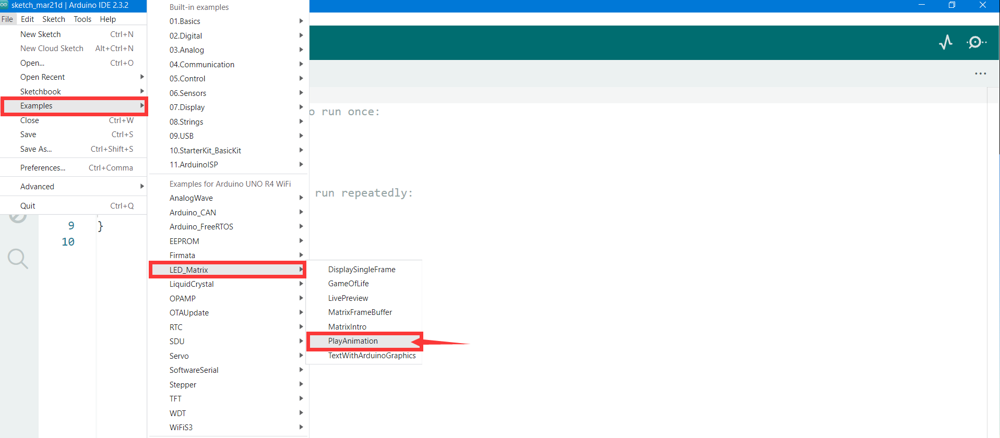 sketch_mar21d | Arduino IDE 2.3.2
File Edit Sketch Tools Help
New Sketch Ctrl+N
New Cloud Sketch Alt+Ctrl+N
Open... Ctrl+O
Open Recent
Sketchbook
Examples
Close Ctrl+W
Save Ctrl+S
Save As... Ctrl+Shift+S
Preferences... Ctrl+Comma
Advanced
Quit Ctrl+Q
Built-in examples
01.Basics
02.Digital
03.Analog
04.Communication
05.Control
06.Sensors
07.Display
08.Strings
09.USB
10.StarterKit_BasicKit
11.ArduinoISP
Examples for Arduino UNO R4 WiFi
AnalogWave
Arduino_CAN
Arduino_FreeRTOS
EEPROM
Firmata
LED_Matrix
LiquidCrystal
OPAMP
OTAUpdate
RTC
SDU
Servo
SoftwareSerial
Stepper
TFT
WDT
WiFiS3
DisplaySingleFrame
GameOfLife
LivePreview
MatrixFrameBuffer
MatrixIntro
PlayAnimation
TextWithArduinoGraphics
o run once:
run repeatedly:
9 }
10